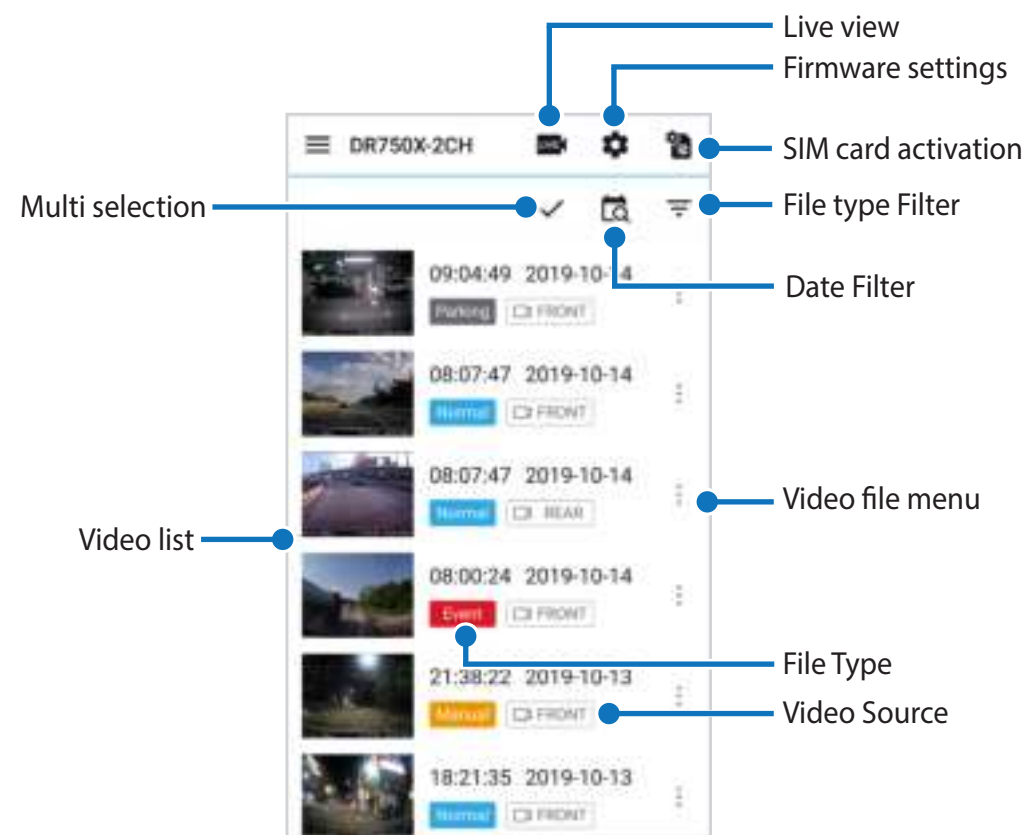 Live view
Firmware settings
DR750X-2CH
SIM card activation
Multi selection
File type Filter
09:04:49 2019-10-14
Date Filter
Parking FRONT
08:07:47 2019-10-14
Normal FRONT
08:07:47 2019-10-14
Normal REAR
Video file menu
Video list
08:00:24 2019-10-14
Event FRONT
File Type
21:38:22 2019-10-13
Manual FRONT
Video Source
18:21:35 2019-10-13
Normal FRONT